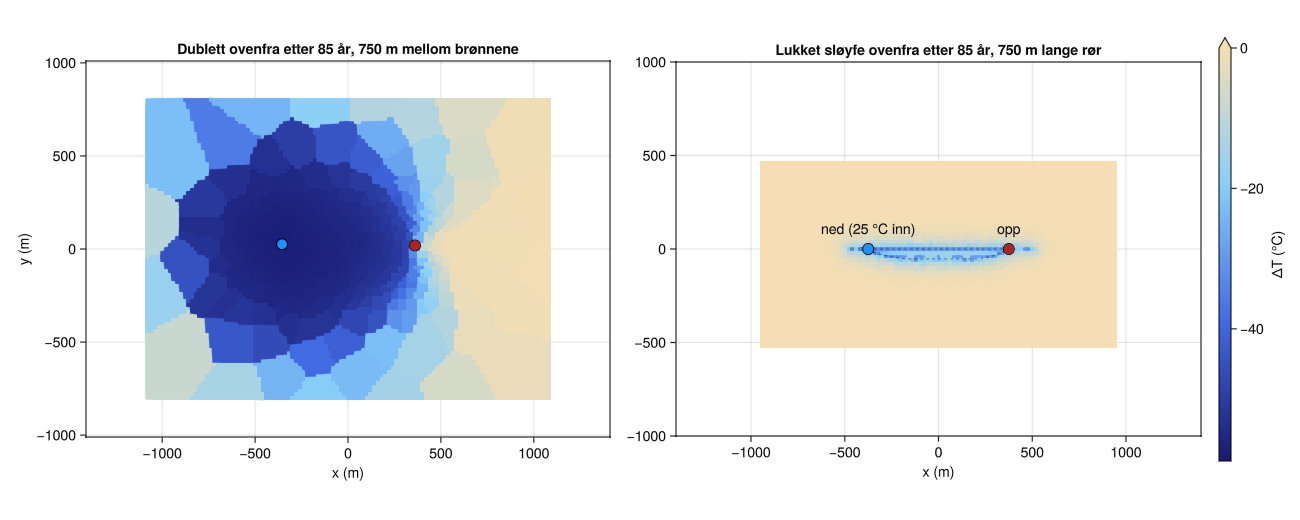 Dublett ovenfra etter 85 år, 750 m mellom brønnene
1000
500
0
−500
−1000
y (m)
−1000
−500
0
500
1000
x (m)
Lukket sløyfe ovenfra etter 85 år, 750 m lange rør
1000
500
0
−500
−1000
ned (25 °C inn)
opp
−1000
−500
0
500
1000
x (m)
0
−20
−40
ΔT (°C)